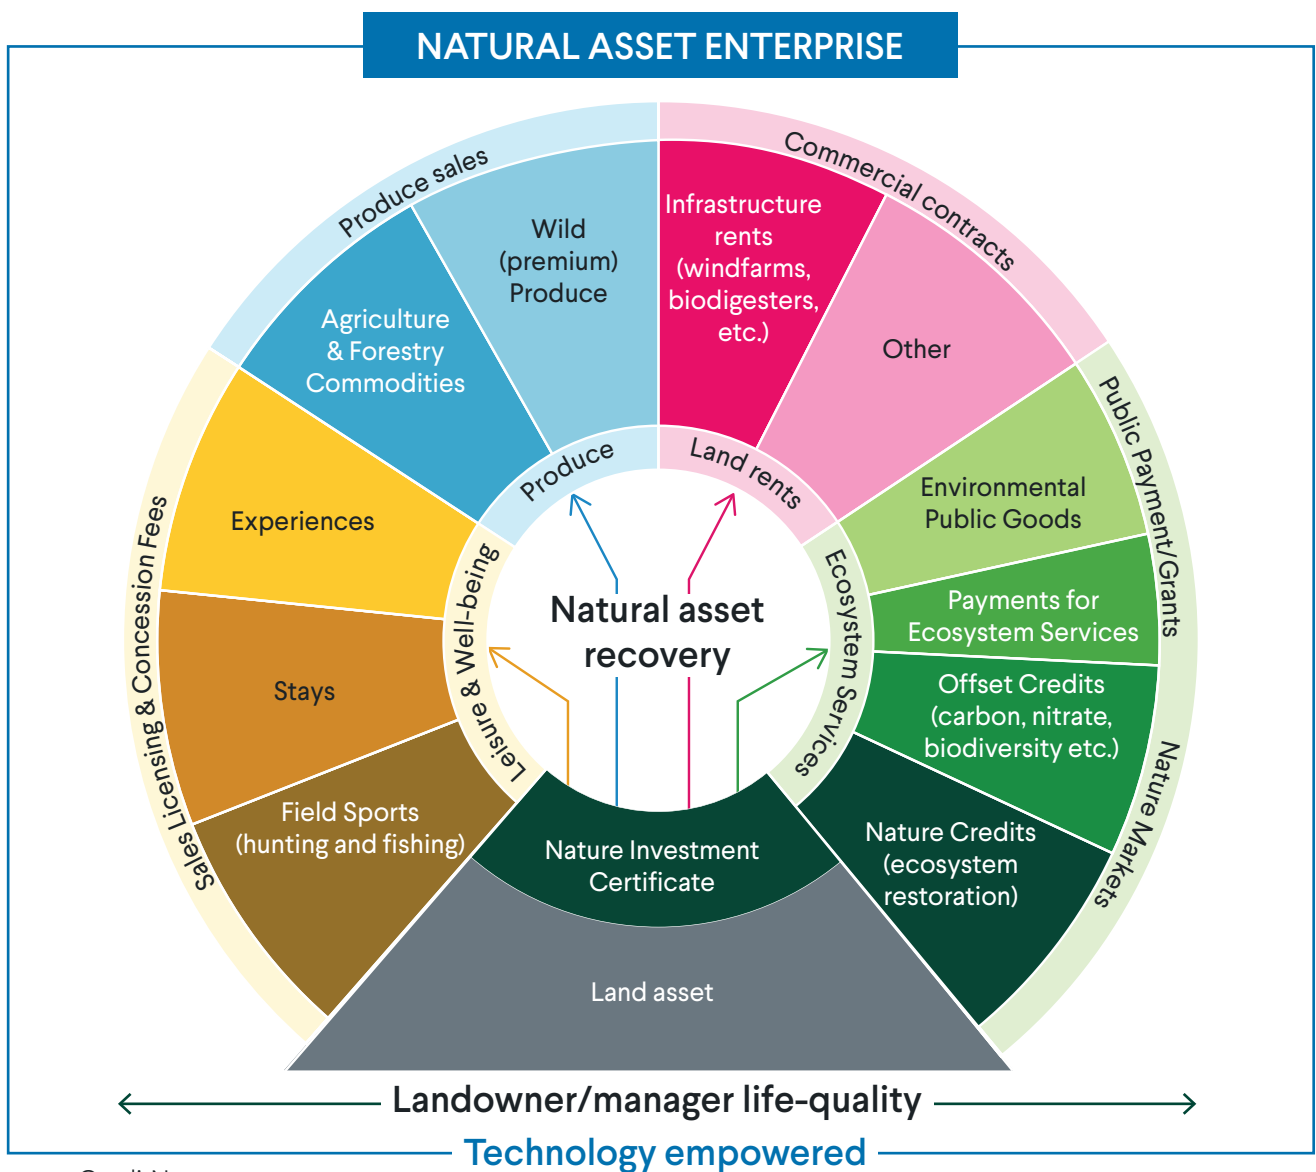 NATURAL ASSET ENTERPRISE
Produce sales
Commercial contracts
Wild
(premium)
Produce
Infrastructure
rents
(windfarms,
biodigesters,
etc.)
Agriculture
& Forestry
Commodities
Other
Public Payment/Grants
Produce
Land rents
Experiences
Environmental
Public Goods
Sales Licensing & Concession Fees
Leisure & Well-being
Ecosystem Services
Natural asset
recovery
Payments for
Ecosystem Services
Stays
Offset Credits
(carbon, nitrate,
biodiversity etc.)
Nature Markets
Field Sports
(hunting and fishing)
Nature Investment
Certificate
Nature Credits
(ecosystem
restoration)
Land asset
Landowner/manager life-quality
Technology empowered